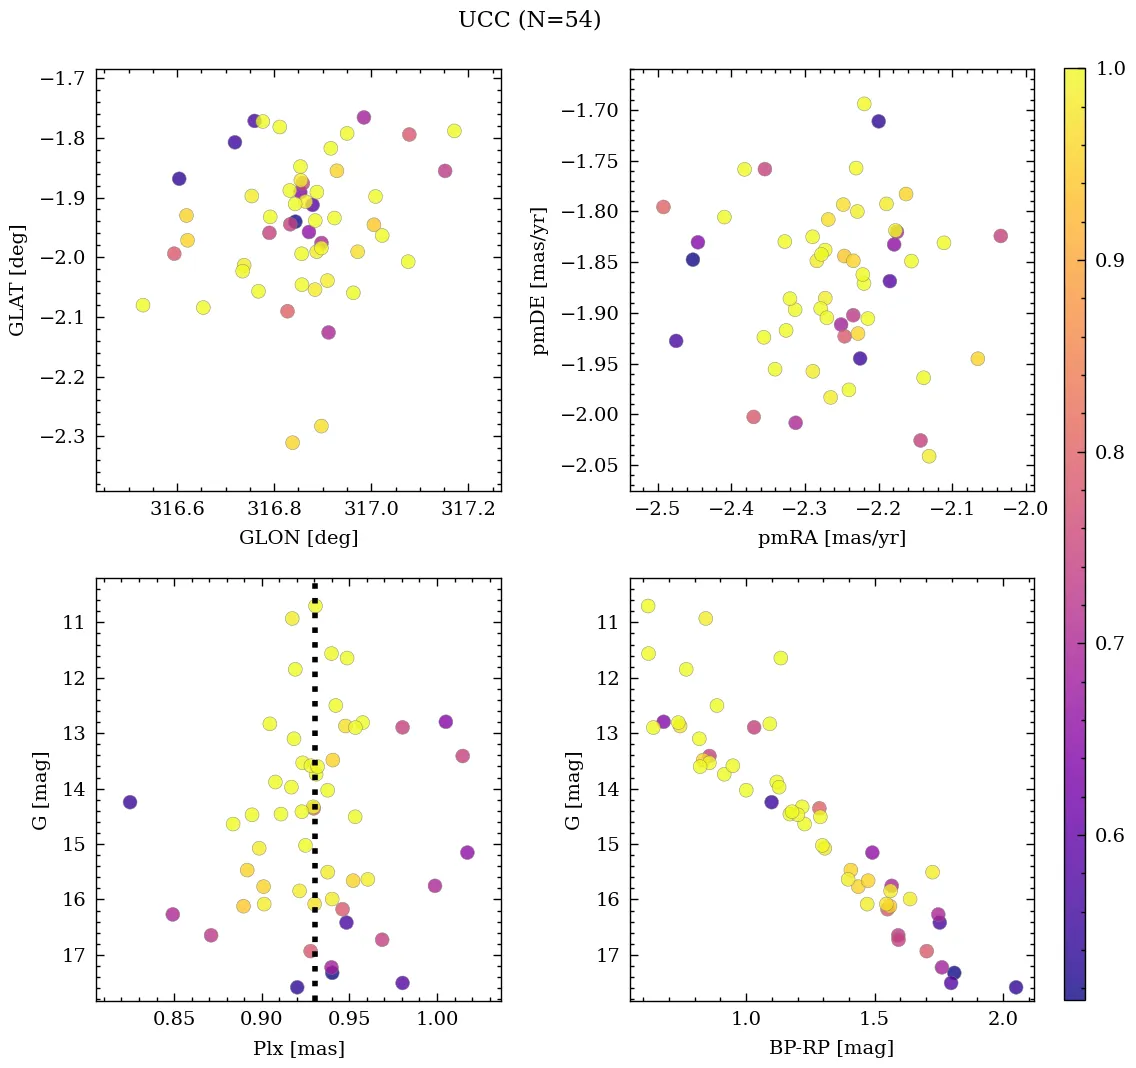 UCC (N=54)
−1.7
−1.8
−1.9
−2.0
−2.1
−2.2
−2.3
GLAT [deg]
316.6 316.8 317.0 317.2
GLON [deg]
−1.70
−1.75
−1.80
−1.85
−1.90
−1.95
−2.00
−2.05
pmDE [mas/yr]
−2.5 −2.4 −2.3 −2.2 −2.1 −2.0
pmRA [mas/yr]
11
12
13
14
15
16
17
G [mag]
0.85 0.90 0.95 1.00
Plx [mas]
11
12
13
14
15
16
17
G [mag]
1.0 1.5 2.0
BP-RP [mag]
1.0
0.9
0.8
0.7
0.6